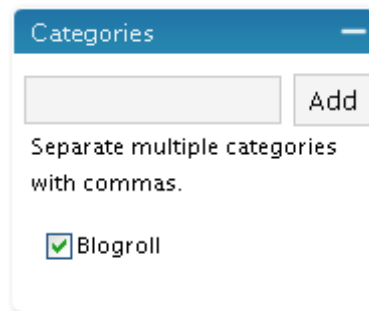 Categories
Add
Separate multiple categories
with commas.
Blogroll